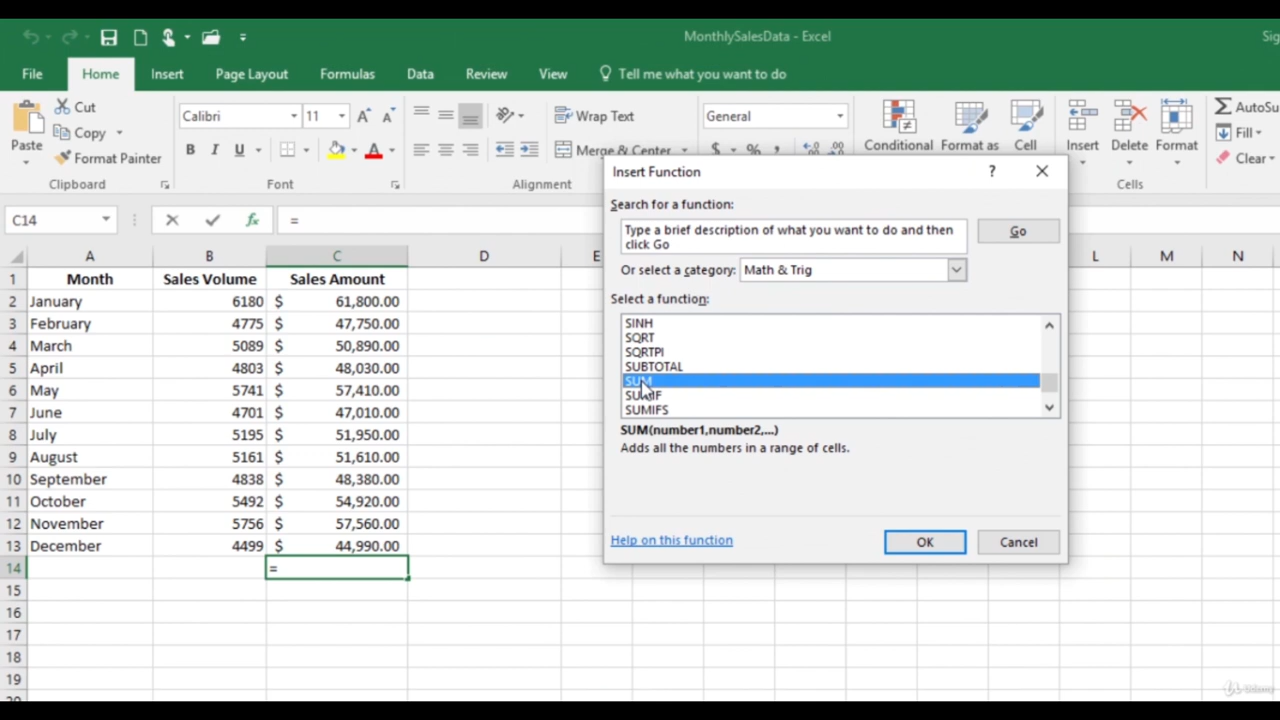 MonthlySalesData - Excel
Sig
File Home Insert Page Layout Formulas Data Review View Tell me what you want to do
Cut
Copy
Format Painter
Paste
Clipboard
Calibri 11
B I U A
Font
Wrap Text
Merge & Center
Alignment
General
$ % ,
Conditional Format as Cell
Insert Delete Format
Cells
AutoSu
Fill
Clear
C14 fx =
A B C D E L M N
1 Month Sales Volume Sales Amount
2 January 6180 $ 61,800.00
3 February 4775 $ 47,750.00
4 March 5089 $ 50,890.00
5 April 4803 $ 48,030.00
6 May 5741 $ 57,410.00
7 June 4701 $ 47,010.00
8 July 5195 $ 51,950.00
9 August 5161 $ 51,610.00
10 September 4838 $ 48,380.00
11 October 5492 $ 54,920.00
12 November 5756 $ 57,560.00
13 December 4499 $ 44,990.00
14 =
15
16
17
18
19
Insert Function ?
Search for a function:
Type a brief description of what you want to do and then
click Go
Go
Or select a category: Math & Trig
Select a function:
SINH
SQRT
SQRTPI
SUBTOTAL
SUM
SUMIF
SUMIFS
SUM(number1,number2,...)
Adds all the numbers in a range of cells.
Help on this function
OK Cancel
Udemy